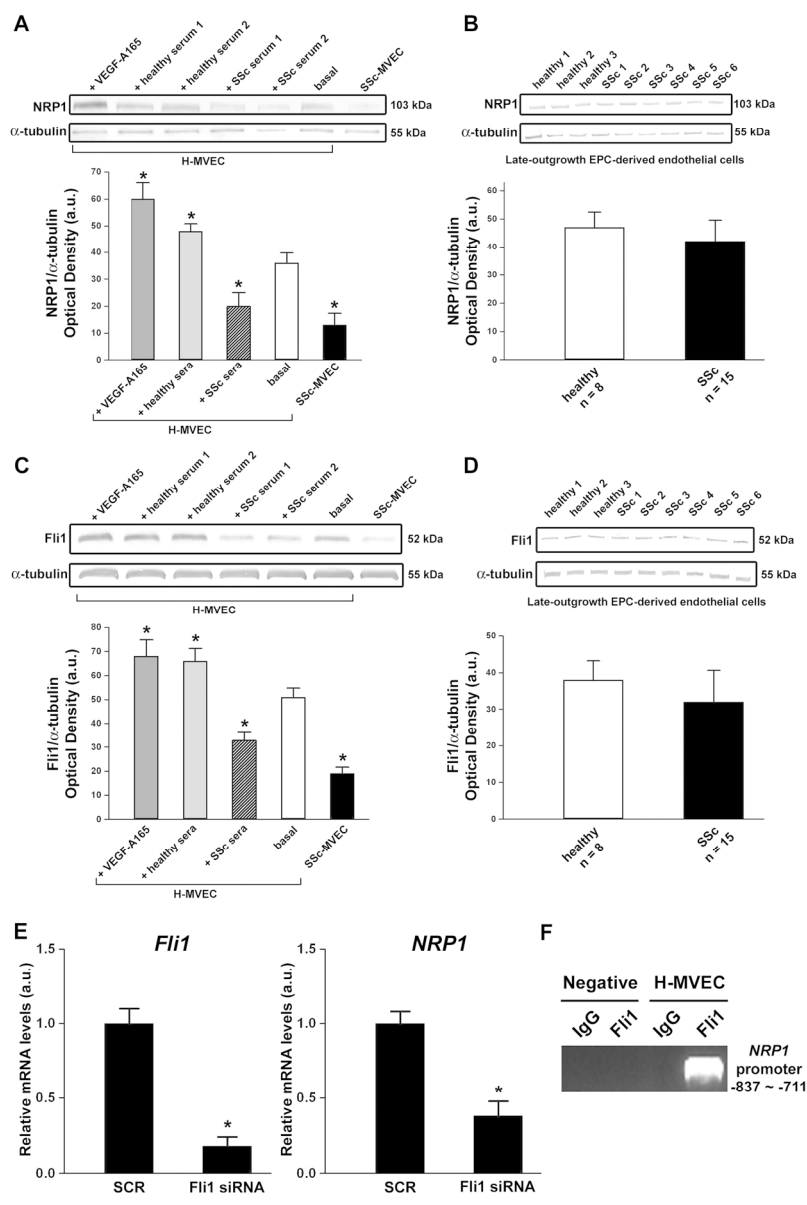 A
+ VEGF-A165
+ healthy serum 1
+ healthy serum 2
+ SSc serum 1
+ SSc serum 2
basal
SSc-MVEC
NRP1
103 kDa
α-tubulin
55 kDa
H-MVEC
NRP1/α-tubulin
Optical Density (a.u.)
70
60
50
40
30
20
10
0
*
*
*
*
+ VEGF-A165
+ healthy sera
+ SSc sera
basal
SSc-MVEC
H-MVEC
B
healthy 1
healthy 2
healthy 3
SSc 1
SSc 2
SSc 3
SSc 4
SSc 5
SSc 6
NRP1
103 kDa
α-tubulin
55 kDa
Late-outgrowth EPC-derived endothelial cells
NRP1/α-tubulin
Optical Density (a.u.)
60
50
40
30
20
10
0
healthy
n = 8
SSc
n = 15
C
+ VEGF-A165
+ healthy serum 1
+ healthy serum 2
+ SSc serum 1
+ SSc serum 2
basal
SSc-MVEC
Fli1
52 kDa
α-tubulin
55 kDa
H-MVEC
Fli1/α-tubulin
Optical Density (a.u.)
80
70
60
50
40
30
20
10
0
*
*
*
*
+ VEGF-A165
+ healthy sera
+ SSc sera
basal
SSc-MVEC
H-MVEC
D
healthy 1
healthy 2
healthy 3
SSc 1
SSc 2
SSc 3
SSc 4
SSc 5
SSc 6
Fli1
52 kDa
α-tubulin
55 kDa
Late-outgrowth EPC-derived endothelial cells
Fli1/α-tubulin
Optical Density (a.u.)
50
40
30
20
10
0
healthy
n = 8
SSc
n = 15
E
Fli1
Relative mRNA levels (a.u.)
1.5
1.0
0.5
0.0
*
SCR
Fli1 siRNA
NRP1
Relative mRNA levels (a.u.)
1.5
1.0
0.5
0.0
*
SCR
Fli1 siRNA
F
Negative
H-MVEC
IgG
Fli1
IgG
Fli1
NRP1
promoter
-837 ~ -711